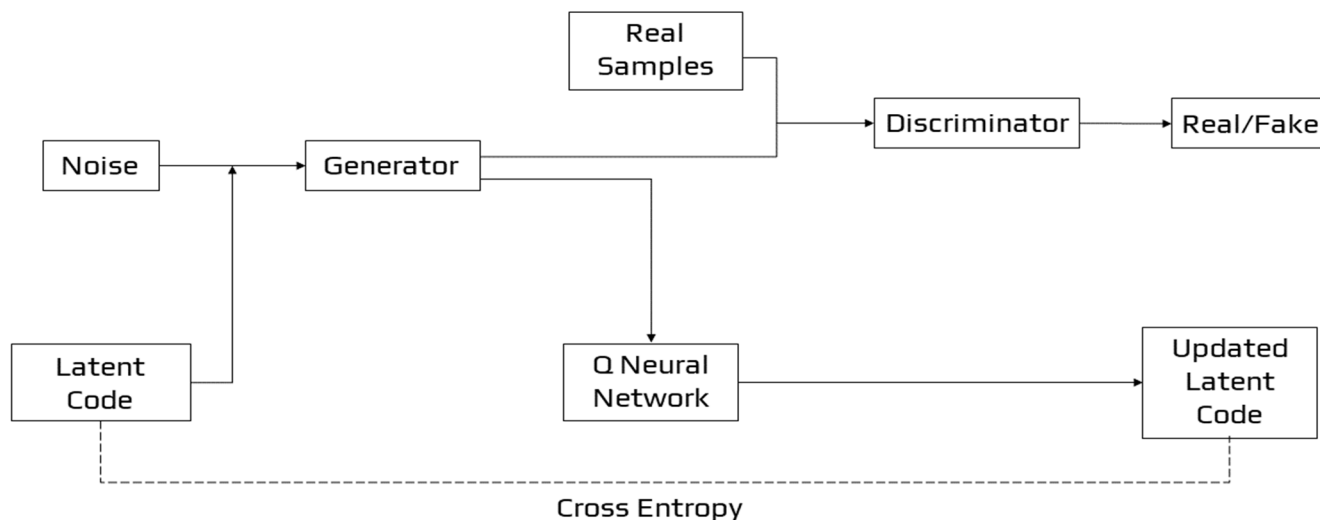 Real
Samples
Discriminator
Real/Fake
Noise
Generator
Latent
Code
Q Neural
Network
Updated
Latent
Code
Cross Entropy